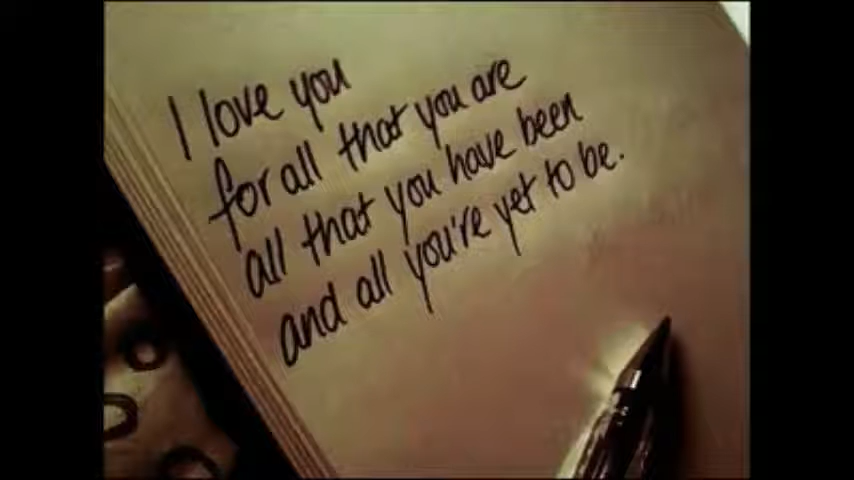 I love you
for all that you are
all that you have been
and all you're yet to be.